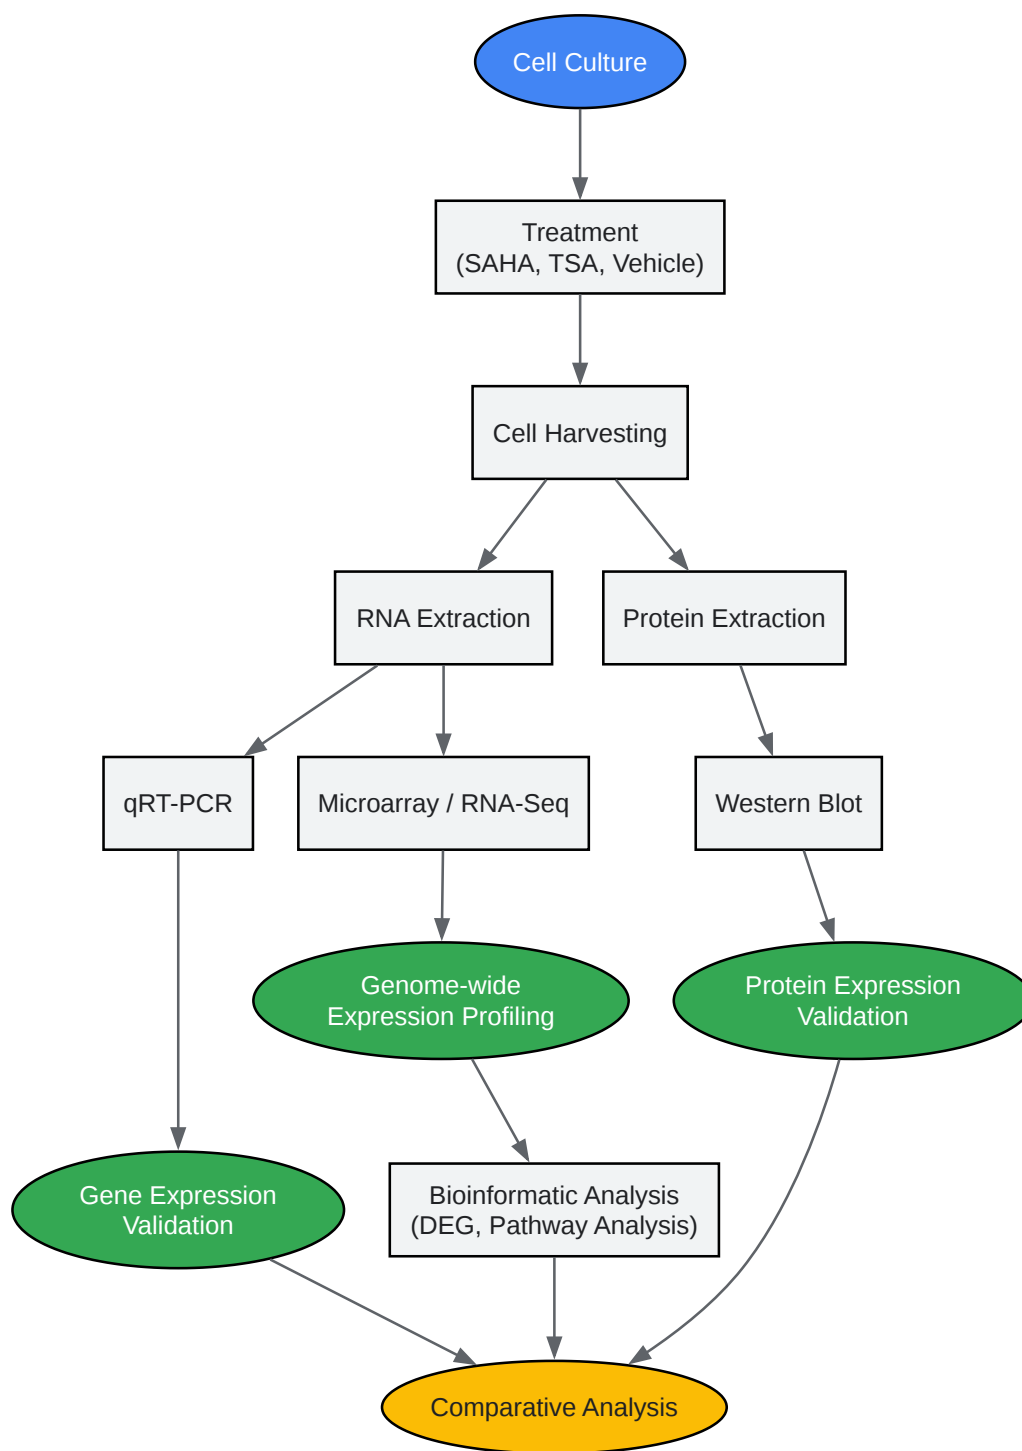 Cell Culture
Treatment
(SAHA, TSA, Vehicle)
Cell Harvesting
RNA Extraction
Protein Extraction
qRT-PCR
Microarray / RNA-Seq
Western Blot
Genome-wide
Expression Profiling
Protein Expression
Validation
Gene Expression
Validation
Bioinformatic Analysis
(DEG, Pathway Analysis)
Comparative Analysis